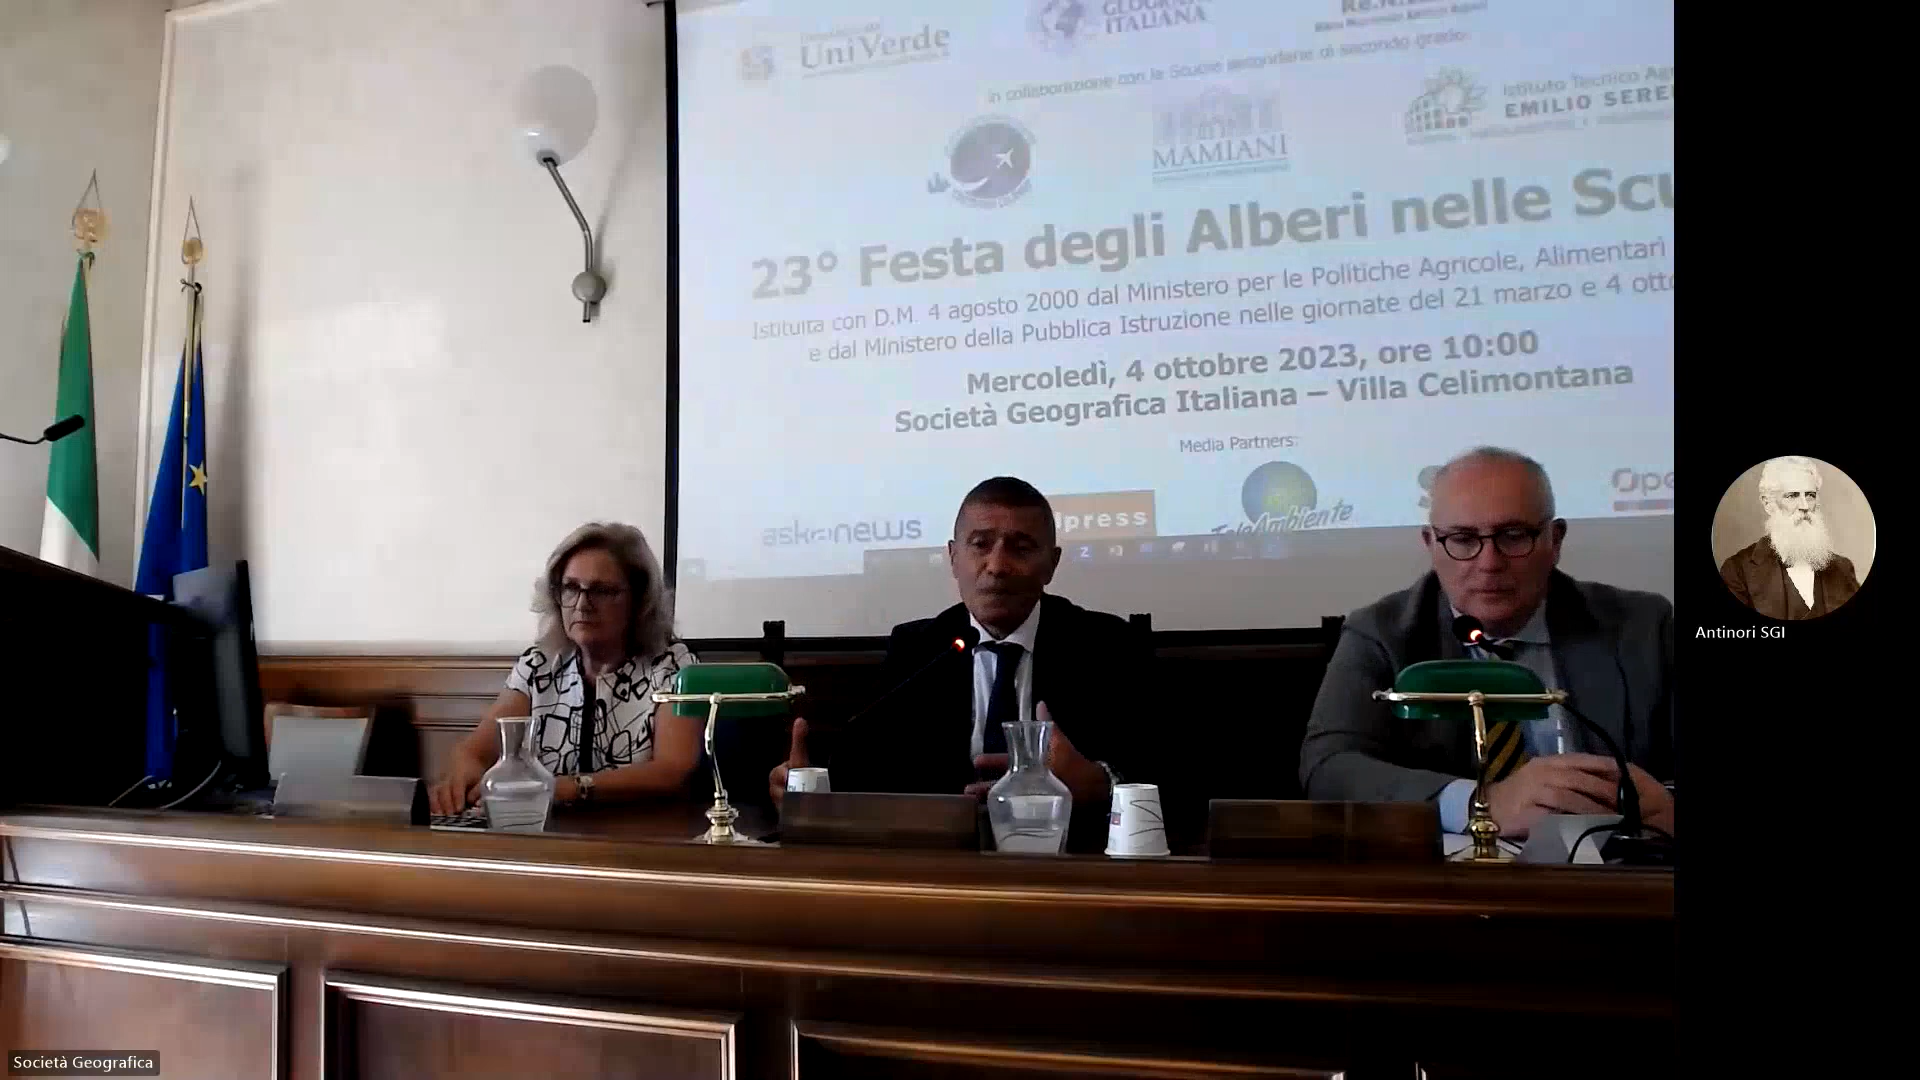 UniVerde
ITALIANA
in collaborazione con le Scuole secondarie di secondo grado
Istituto Tecnico Agr
EMILIO SERE
MAMIANI
23° Festa degli Alberi nelle Scu
Istituita con D.M. 4 agosto 2000 dal Ministero per le Politiche Agricole, Alimentari
e dal Ministero della Pubblica Istruzione nelle giornate del 21 marzo e 4 otto
Mercoledì, 4 ottobre 2023, ore 10:00
Società Geografica Italiana – Villa Celimontana
Media Partners:
askanews
press
TeleAmbiente
Ope
Antinori SGI
Società Geografica